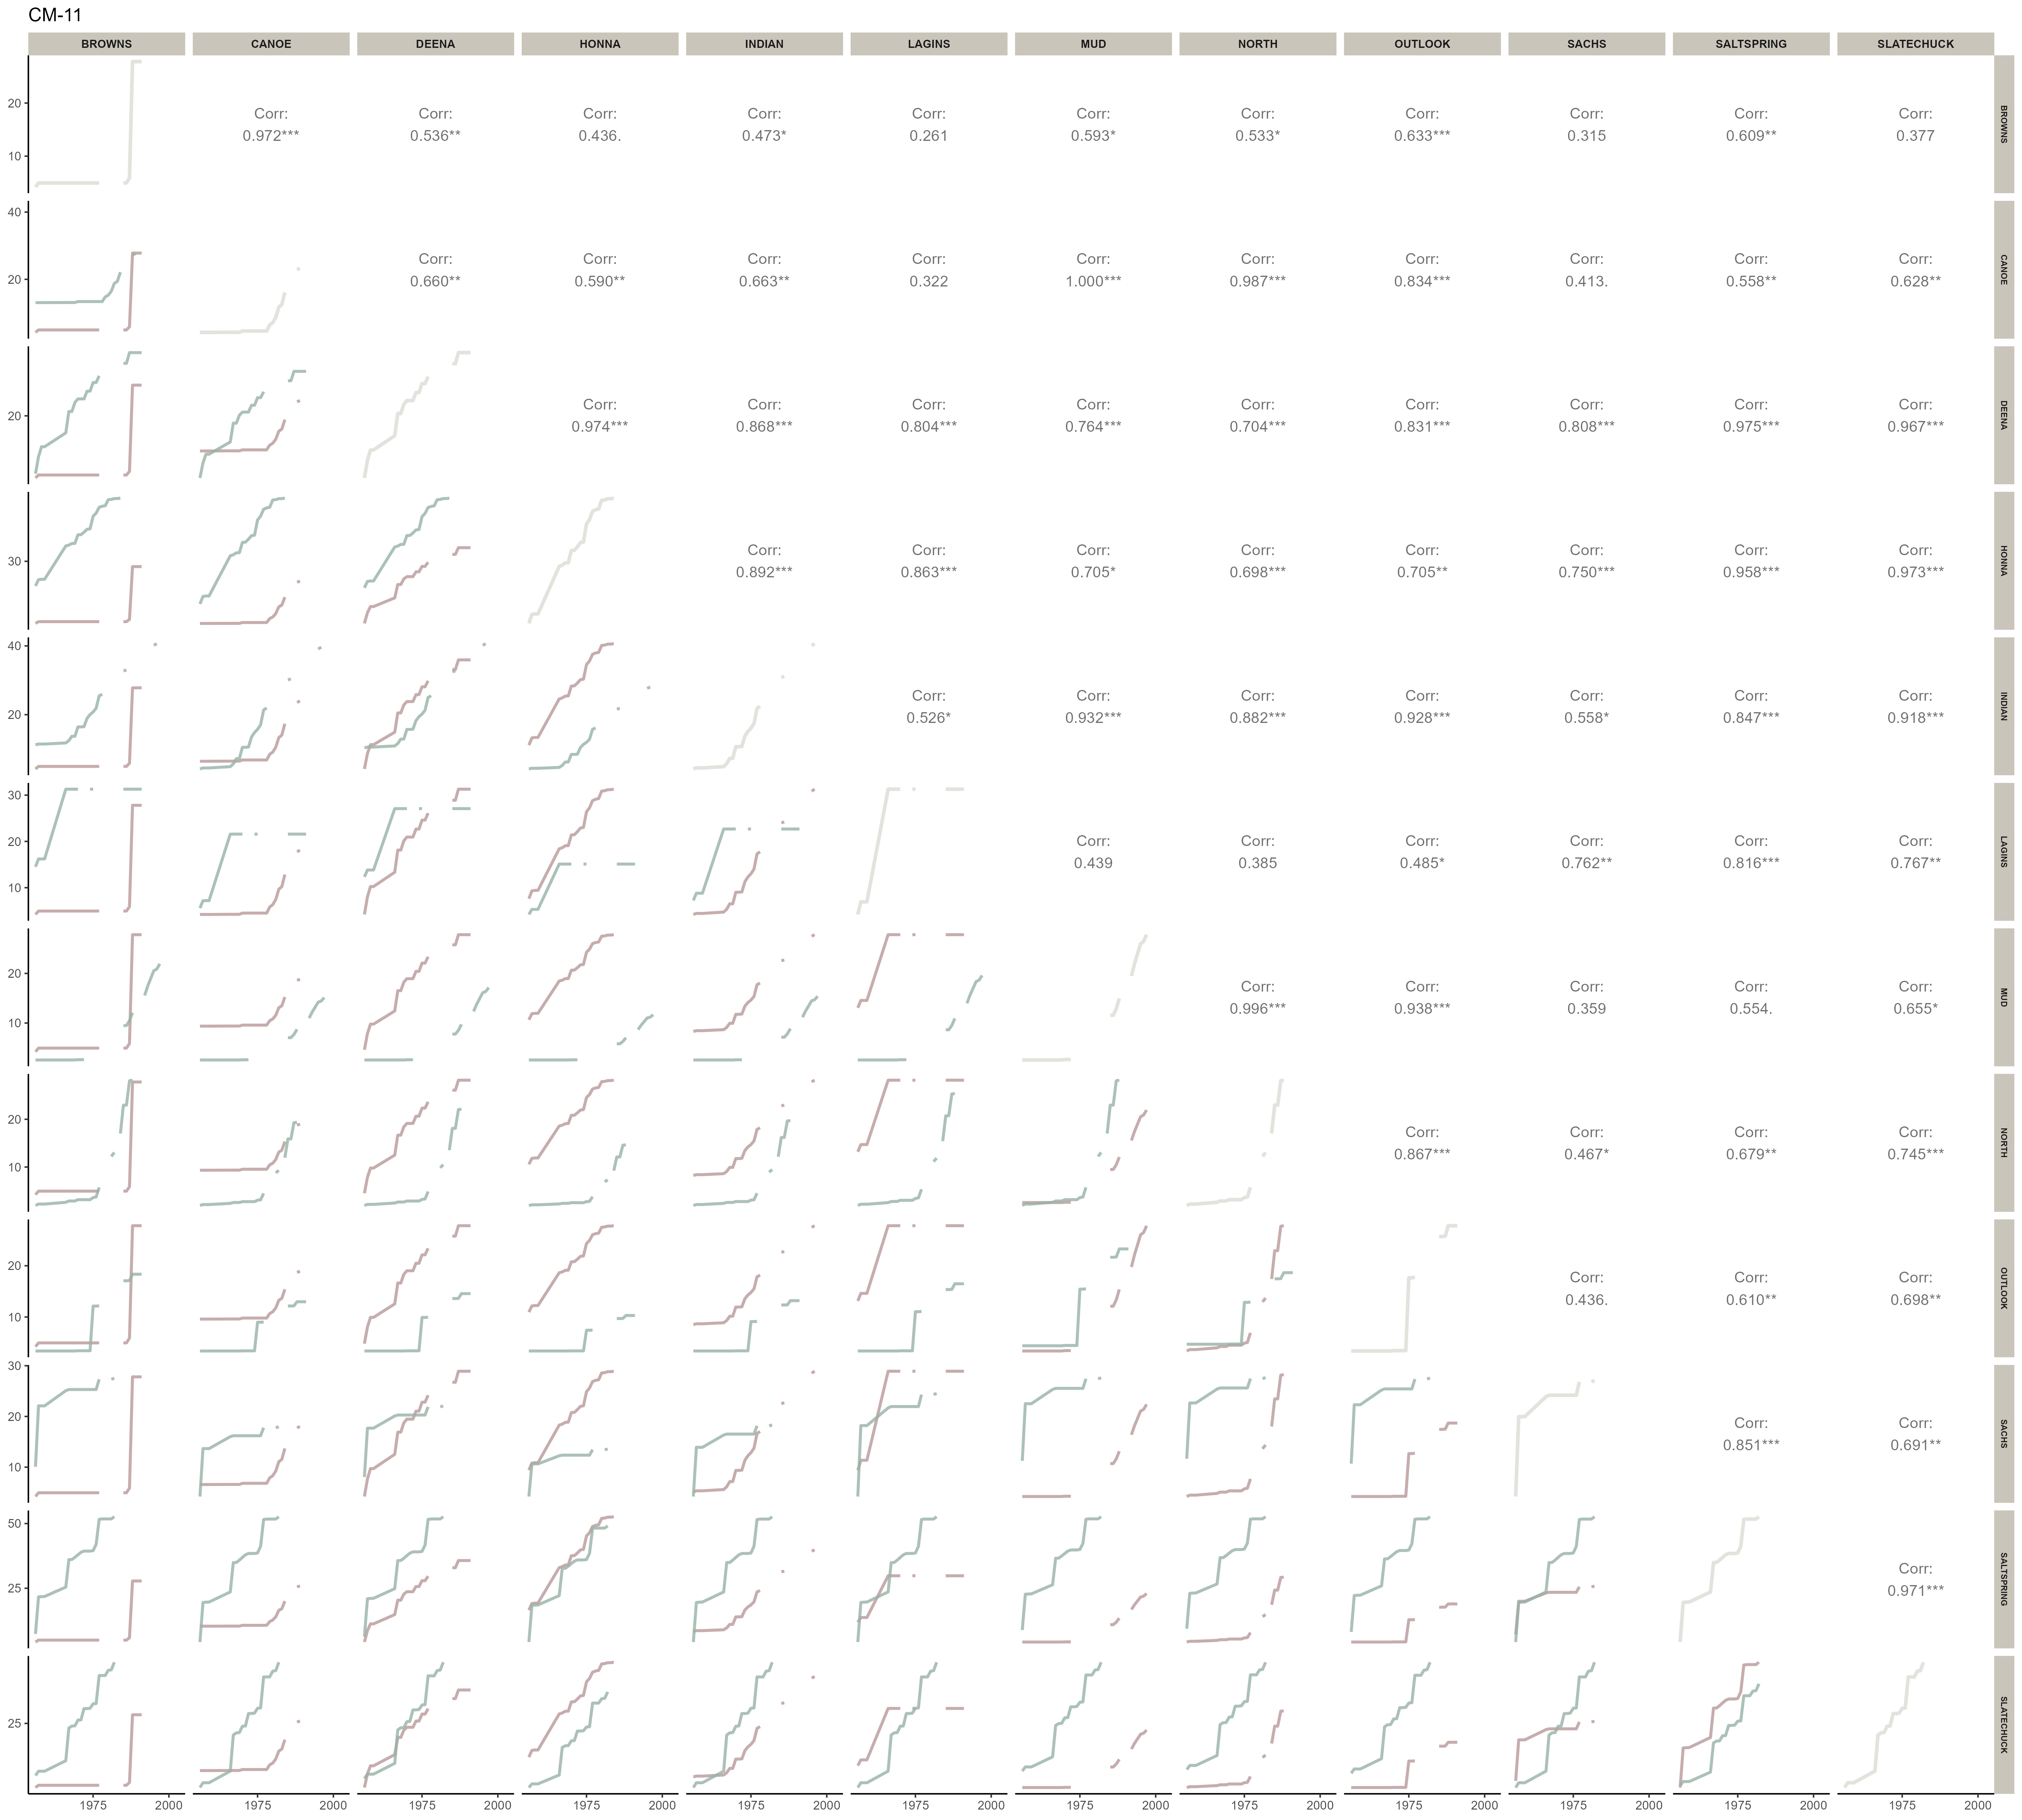 CM-11
BROWNS CANOE DEENA HONNA INDIAN LAGINS MUD NORTH OUTLOOK SACHS SALTSPRING SLATECHUCK
20
Corr: Corr: Corr: Corr: Corr: Corr: Corr: Corr: Corr: Corr: Corr:
BROWNS
0.972*** 0.536** 0.436. 0.473* 0.261 0.593* 0.533* 0.633*** 0.315 0.609** 0.377
10
40
Corr: Corr: Corr: Corr: Corr: Corr: Corr: Corr: Corr: Corr:
CANOE
20
0.660** 0.590** 0.663** 0.322 1.000*** 0.987*** 0.834*** 0.413. 0.558** 0.628**
Corr: Corr: Corr: Corr: Corr: Corr: Corr: Corr: Corr:
DEENA
20
0.974*** 0.868*** 0.804*** 0.764*** 0.704*** 0.831*** 0.808*** 0.975*** 0.967***
Corr: Corr: Corr: Corr: Corr: Corr: Corr: Corr:
HONNA
30
0.892*** 0.863*** 0.705* 0.698*** 0.705** 0.750*** 0.958*** 0.973***
40
Corr: Corr: Corr: Corr: Corr: Corr: Corr:
INDIAN
20
0.526* 0.932*** 0.882*** 0.928*** 0.558* 0.847*** 0.918***
30
20
Corr: Corr: Corr: Corr: Corr: Corr:
LAGINS
0.439 0.385 0.485* 0.762** 0.816*** 0.767**
10
20
Corr: Corr: Corr: Corr: Corr:
MUD
0.996*** 0.938*** 0.359 0.554. 0.655*
10
20
Corr: Corr: Corr: Corr:
NORTH
0.867*** 0.467* 0.679** 0.745***
10
20
Corr: Corr: Corr:
OUTLOOK
0.436. 0.610** 0.698**
10
30
20
Corr: Corr:
SACHS
0.851*** 0.691**
10
50
Corr:
SALTSPRING
25
0.971***
SLATECHUCK
25
1975 2000 1975 2000 1975 2000 1975 2000 1975 2000 1975 2000 1975 2000 1975 2000 1975 2000 1975 2000 1975 2000 1975 2000